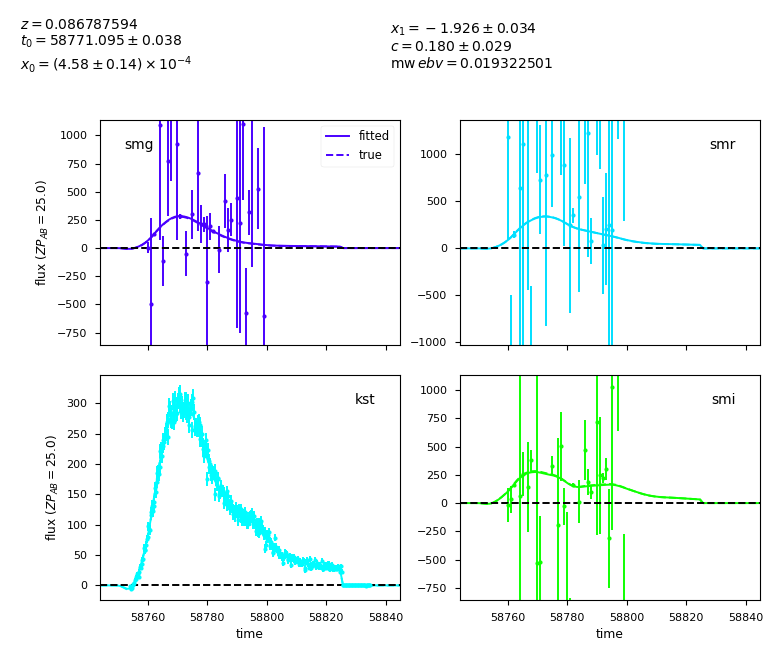 z = 0.086787594
t₀ = 58771.095 ± 0.038
x₀ = (4.58 ± 0.14) × 10⁻⁴
x₁ = −1.926 ± 0.034
c = 0.180 ± 0.029
mwebv = 0.019322501
smg
fitted
true
1000
750
500
250
0
−250
−500
−750
flux (ZP_AB = 25.0)
smr
1000
500
0
−500
−1000
kst
300
250
200
150
100
50
0
flux (ZP_AB = 25.0)
58760 58780 58800 58820 58840
time
smi
1000
750
500
250
0
−250
−500
−750
58760 58780 58800 58820 58840
time